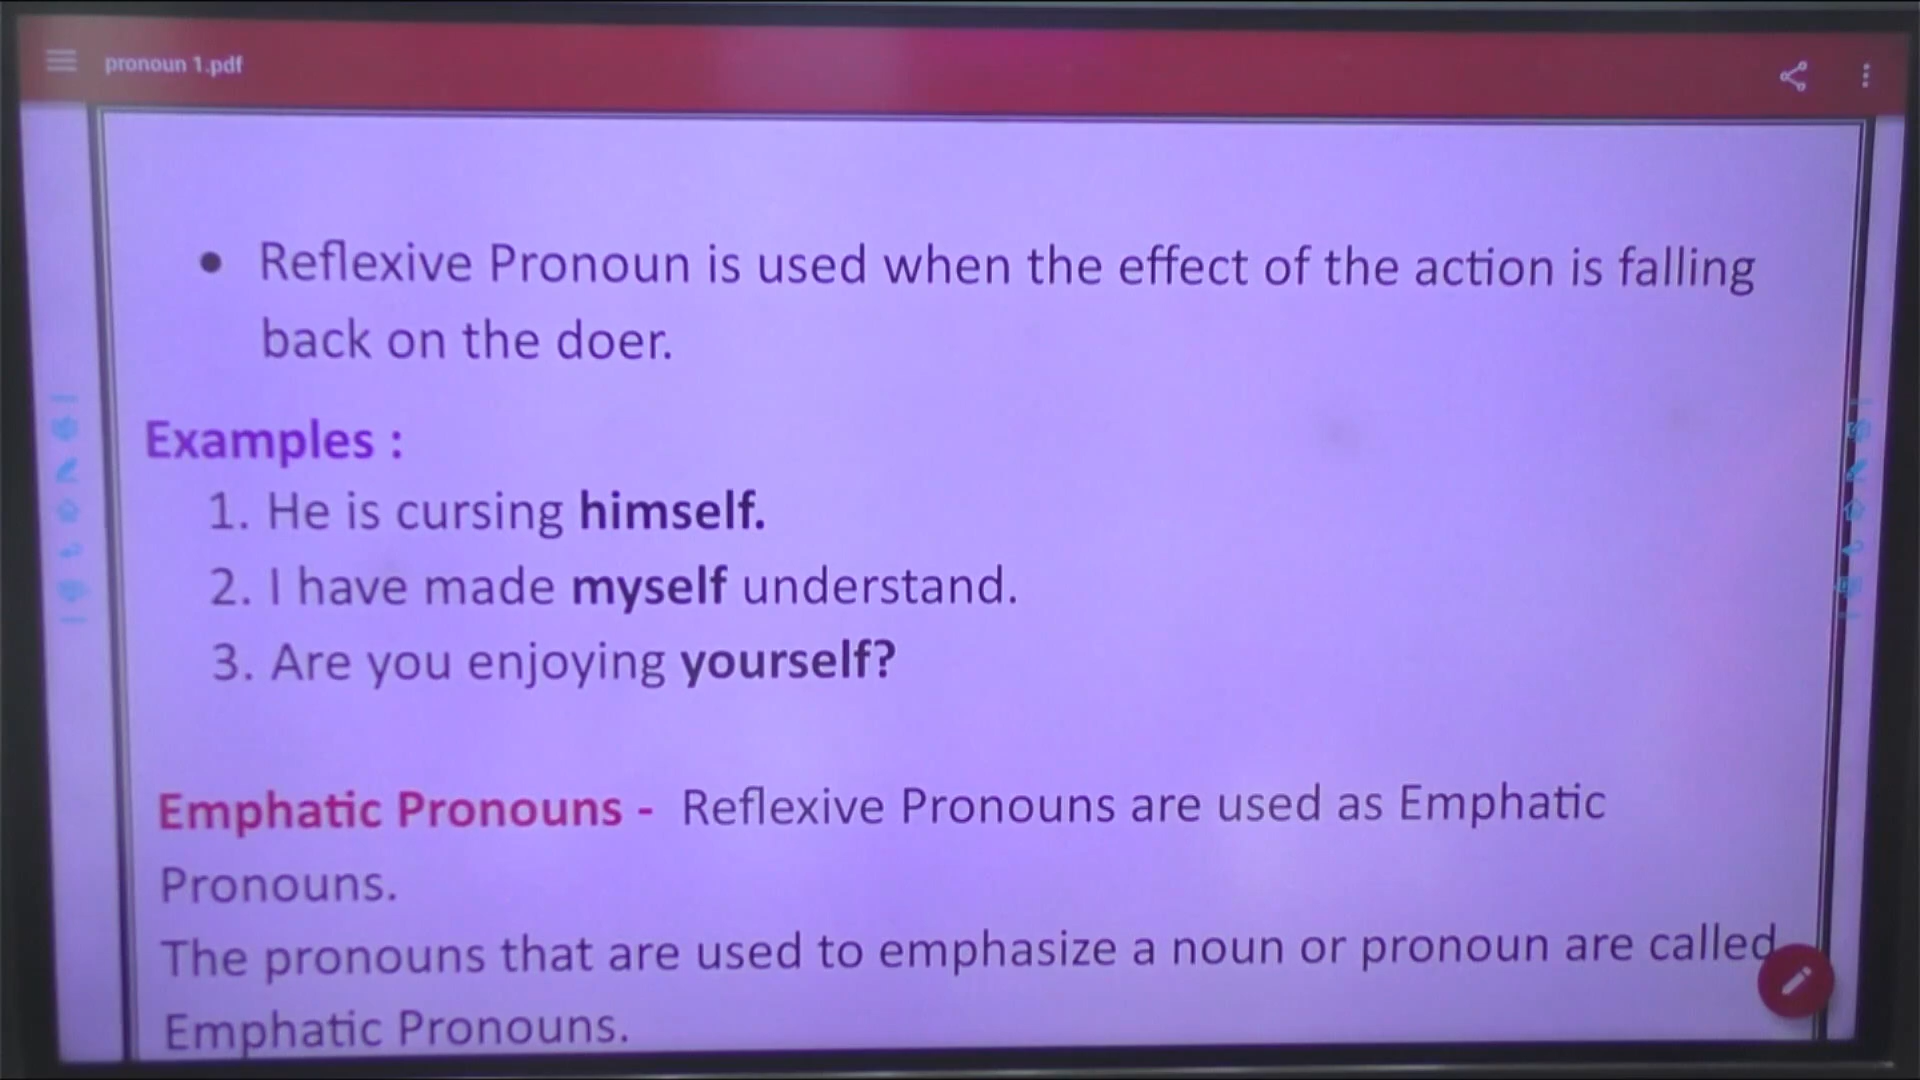 pronoun 1.pdf
• Reflexive Pronoun is used when the effect of the action is falling
back on the doer.
Examples :
1. He is cursing himself.
2. I have made myself understand.
3. Are you enjoying yourself?
Emphatic Pronouns - Reflexive Pronouns are used as Emphatic
Pronouns.
The pronouns that are used to emphasize a noun or pronoun are called
Emphatic Pronouns.